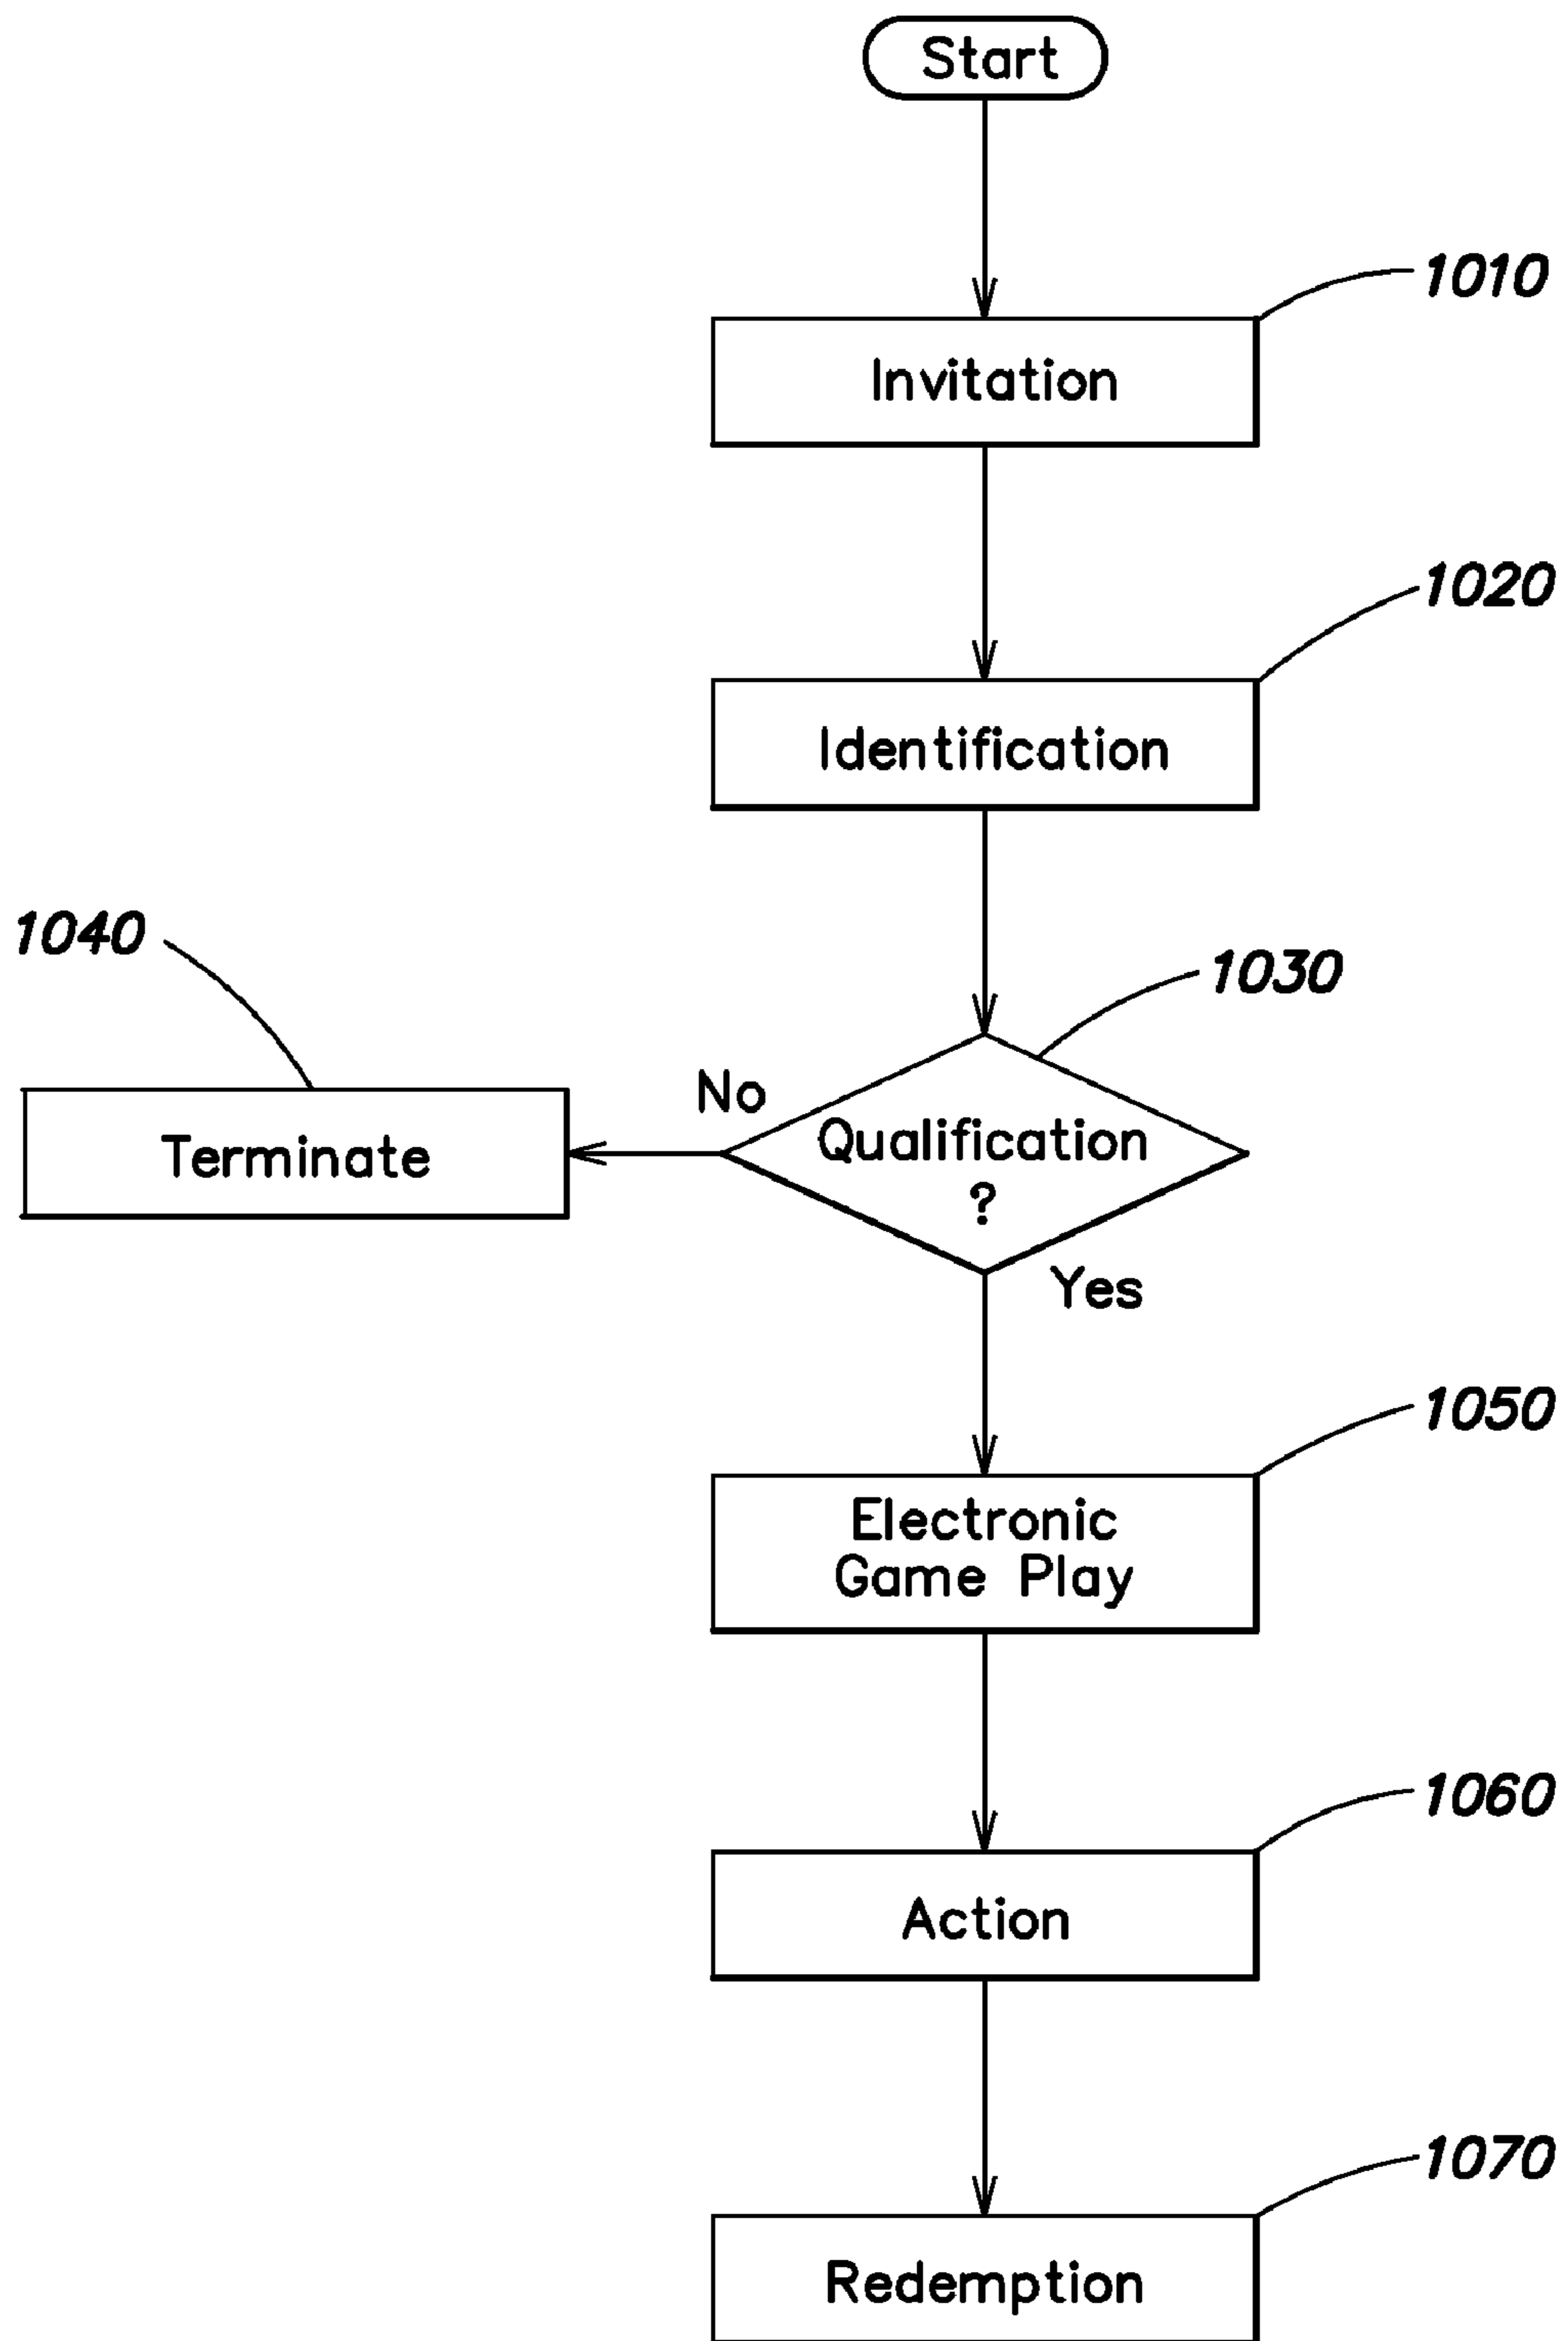 Start
1010
Invitation
1020
Identification
1040
1030
No
Qualification
?
Terminate
Yes
1050
Electronic
Game Play
1060
Action
1070
Redemption